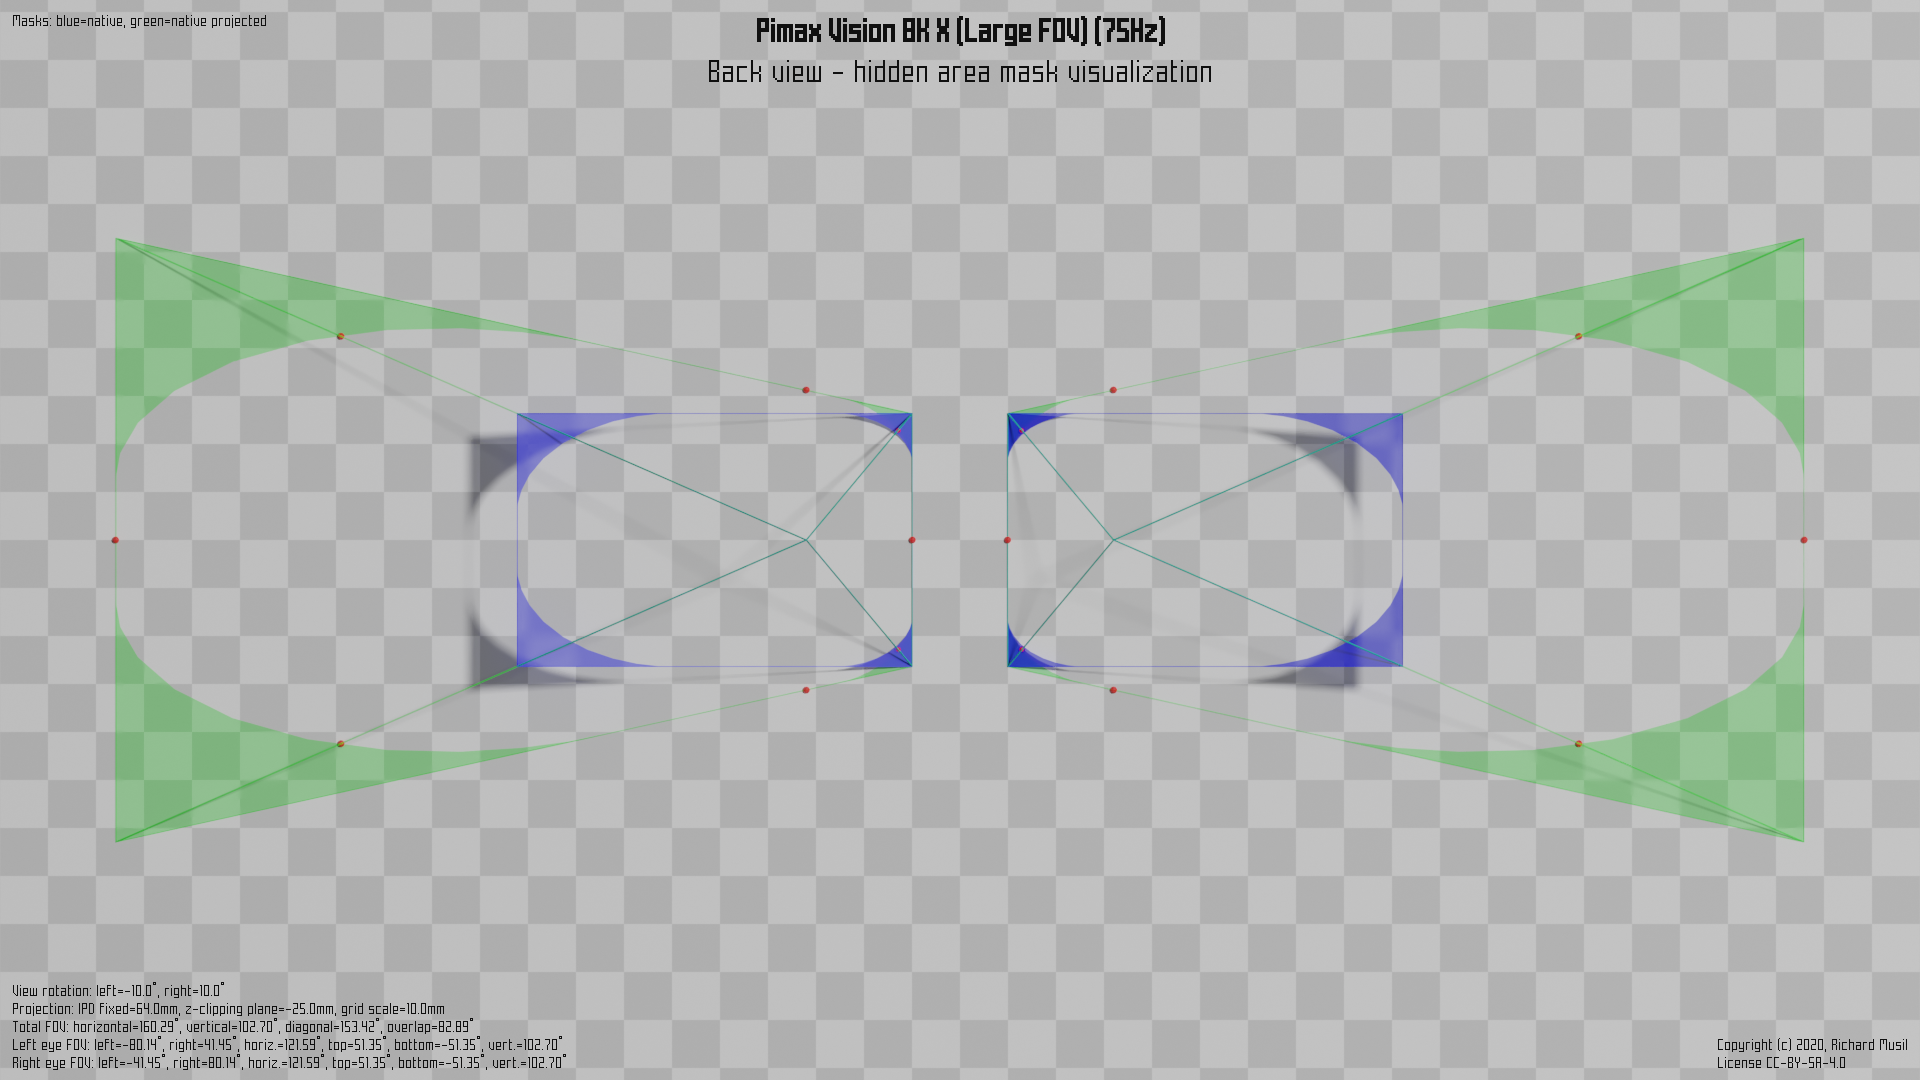 Masks: blue=native, green=native projected
Pimax Vision 8K X (Large FOV) (75Hz)
Back view - hidden area mask visualization
View rotation: left=-10.0°, right=10.0°
Projection: IPD fixed=64.0mm, z-clipping plane=-25.0mm, grid scale=10.0mm
Total FOV: horizontal=160.29°, vertical=102.70°, diagonal=153.42°, overlap=82.89°
Left eye FOV: left=-80.14°, right=41.45°, horiz.=121.59°, top=51.35°, bottom=-51.35°, vert.=102.70°
Right eye FOV: left=-41.45°, right=80.14°, horiz.=121.59°, top=51.35°, bottom=-51.35°, vert.=102.70°
Copyright (c) 2020, Richard Musil
License CC-BY-SA-4.0